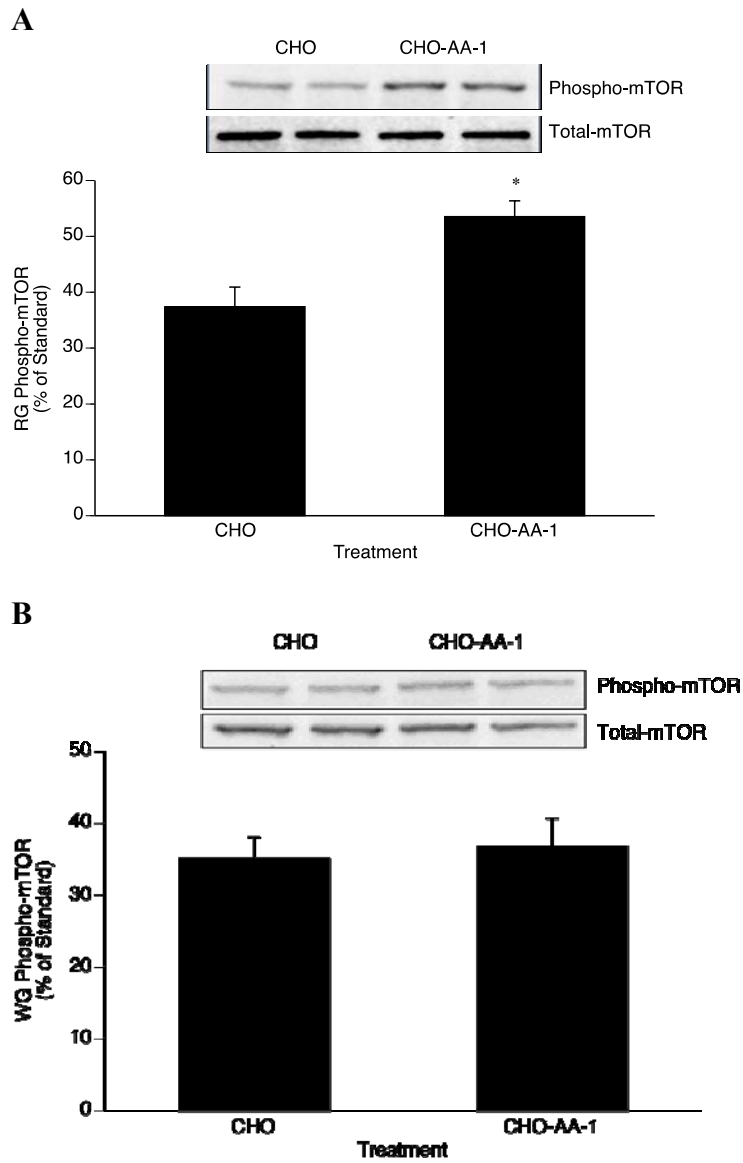 A
CHO CHO-AA-1
Phospho-mTOR
Total-mTOR
60
50
40
30
20
10
0
RG Phospho-mTOR
(% of Standard)
*
CHO CHO-AA-1
Treatment
B
CHO CHO-AA-1
Phospho-mTOR
Total-mTOR
50
40
30
20
10
0
WG Phospho-mTOR
(% of Standard)
CHO CHO-AA-1
Treatment